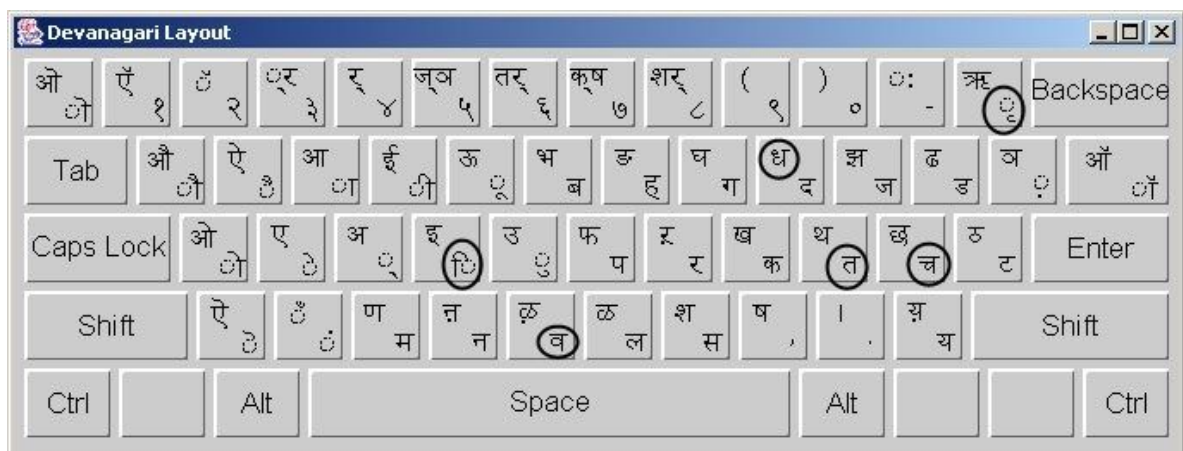 Devanagari Layout
ऒ ॊ ऍ १ ॅ २ ्र ३ र् ४ ज्ञ ५ त्र ६ क्ष ७ श्र ८ ( ९ ) ० ः - ऋ ृ Backspace
Tab औ ौ ऐ ै आ ा ई ी ऊ ू भ ब ङ ह घ ग ध द झ ज ढ ड ञ ़ ऑ ॉ
Caps Lock ओ ो ए े अ ् इ ि उ ु फ प ऱ र ख क थ त छ च ठ ट Enter
Shift ऎ ॆ ँ ं ण म ऩ न ऴ व ळ ल श स ष , । . य़ य Shift
Ctrl Alt Space Alt Ctrl